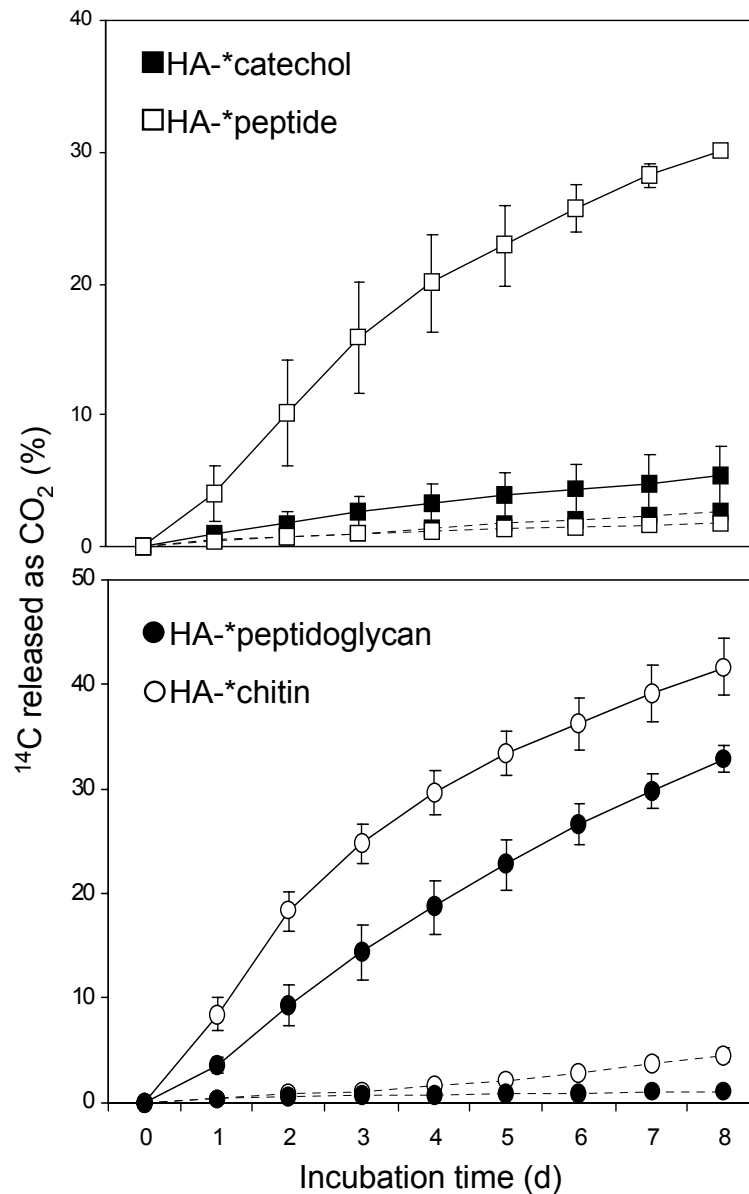 40
HA-*catechol
HA-*peptide
30
20
10
0
50
HA-*peptidoglycan
HA-*chitin
40
30
20
10
0
0 1 2 3 4 5 6 7 8
Incubation time (d)
¹⁴C released as CO₂ (%)